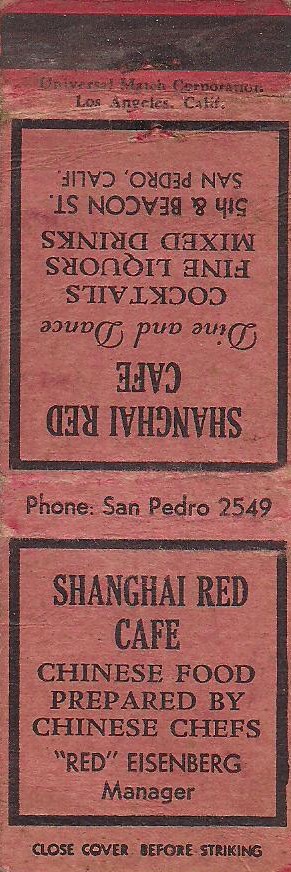 Universal Match Corporation
Los Angeles, Calif.
SHANGHAI RED
CAFE
Dine and Dance
COCKTAILS
FINE LIQUORS
MIXED DRINKS
5th & BEACON ST.
SAN PEDRO, CALIF.
Phone: San Pedro 2549
SHANGHAI RED
CAFE
CHINESE FOOD
PREPARED BY
CHINESE CHEFS
"RED" EISENBERG
Manager
CLOSE COVER BEFORE STRIKING